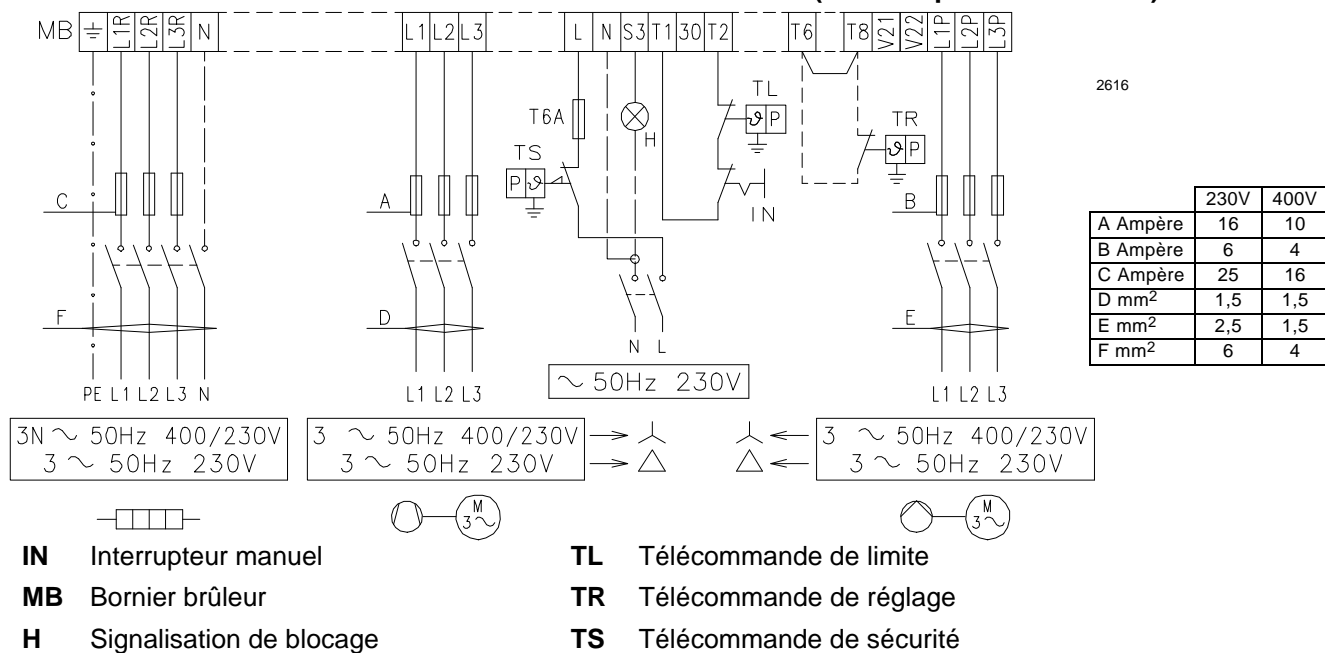 MB L1R L2R L3R N L1 L2 L3 L N S3 T1 30 T2 T6 T8 V21 V22 L1P L2P L3P
2616
TL
T6A
ϑ P
TR
H
TS
ϑ P
P ϑ
C
A
IN
B
230V 400V
A Ampère 16 10
B Ampère 6 4
C Ampère 25 16
D mm² 1,5 1,5
E mm² 2,5 1,5
F mm² 6 4
F
D
E
N L
∼ 50Hz 230V
PE L1 L2 L3 N
L1 L2 L3
L1 L2 L3
3N ∼ 50Hz 400/230V
3 ∼ 50Hz 230V
3 ∼ 50Hz 400/230V
3 ∼ 50Hz 230V
3 ∼ 50Hz 400/230V
3 ∼ 50Hz 230V
M
3∼
M
3∼
IN Interrupteur manuel
MB Bornier brûleur
H Signalisation de blocage
TL Télécommande de limite
TR Télécommande de réglage
TS Télécommande de sécurité